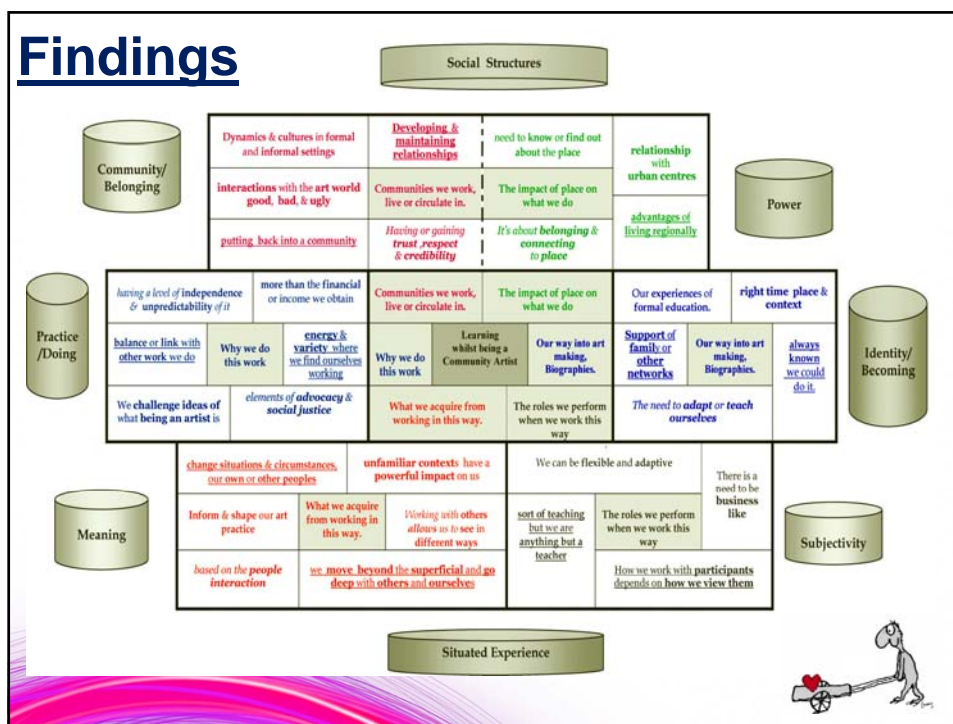 Findings
Social Structures
Community/
Belonging
Dynamics & cultures in formal
and informal settings
Developing &
maintaining
relationships
need to know or find out
about the place
relationship
with
urban centres
Power
interactions with the art world
good, bad, & ugly
Communities we work,
live or circulate in.
The impact of place on
what we do
advantages of
living regionally
putting back into a community
Having or gaining
trust ,respect
& credibility
It's about belonging &
connecting
to place
Practice
/Doing
having a level of independence
& unpredictability of it
more than the financial
or income we obtain
Communities we work,
live or circulate in.
The impact of place on
what we do
Our experiences of
formal education.
right time place &
context
Identity/
Becoming
balance or link with
other work we do
Why we do
this work
energy &
variety where
we find ourselves
working
Why we do
this work
Learning
whilst being a
Community Artist
Our way into art
making,
Biographies.
Support of
family or
other
networks
Our way into art
making,
Biographies.
always
known
we could
do it.
We challenge ideas of
what being an artist is
elements of advocacy &
social justice
What we acquire from
working in this way.
The roles we perform
when we work this
way
The need to adapt or teach
ourselves
Meaning
change situations & circumstances,
our own or other peoples
unfamiliar contexts have a
powerful impact on us
We can be flexible and adaptive
There is a
need to be
business
like
Subjectivity
Inform & shape our art
practice
What we acquire
from working in
this way.
Working with others
allows us to see in
different ways
sort of teaching
but we are
anything but a
teacher
The roles we perform
when we work this
way
based on the people
interaction
we move beyond the superficial and go
deep with others and ourselves
How we work with participants
depends on how we view them
Situated Experience